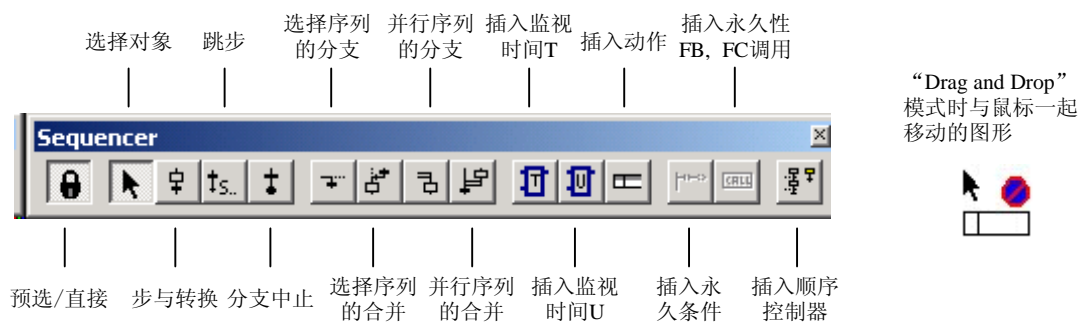 选择对象
跳步
选择序列
的分支
并行序列
的分支
插入监视
时间T
插入动作
插入永久性
FB, FC调用
“Drag and Drop”
模式时与鼠标一起
移动的图形
Sequencer
S..
T
U
CALL
预选/直接
步与转换
分支中止
选择序列
的合并
并行序列
的合并
插入监视
时间U
插入永
久条件
插入顺序
控制器